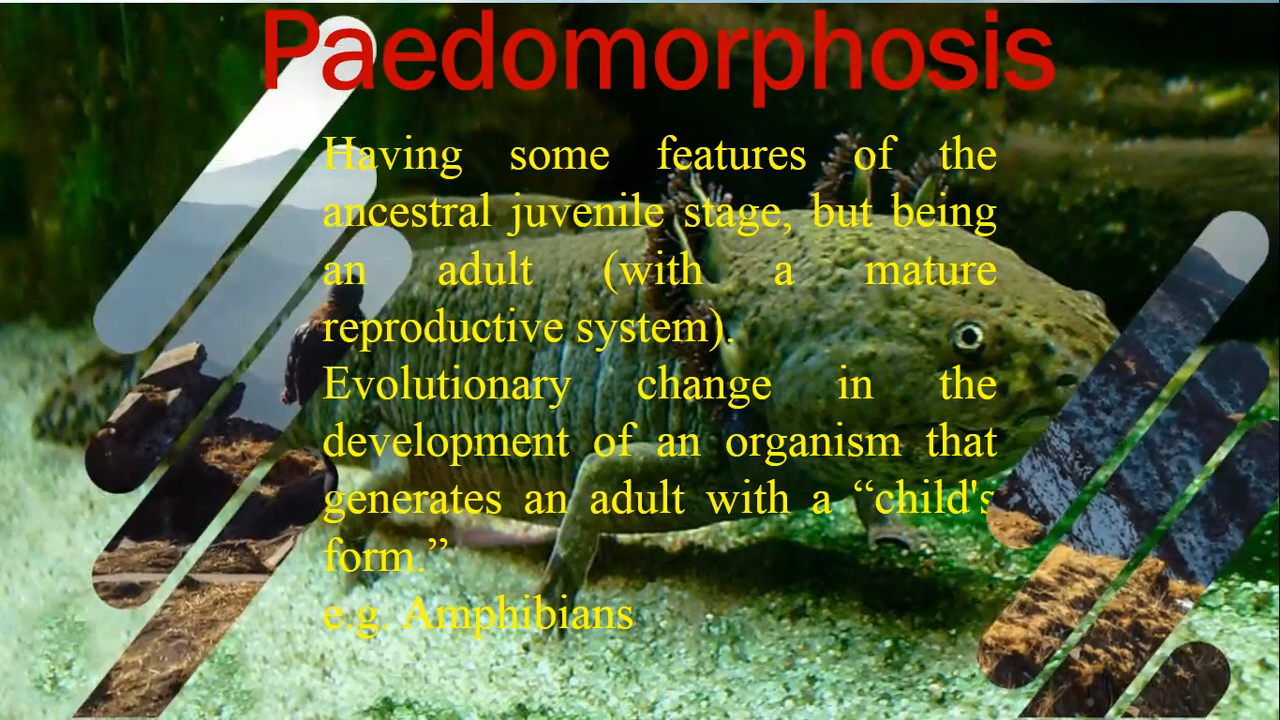 Paedomorphosis
Having some features of the
ancestral juvenile stage, but being
an adult (with a mature
reproductive system).
Evolutionary change in the
development of an organism that
generates an adult with a “child's
form.”
e.g. Amphibians